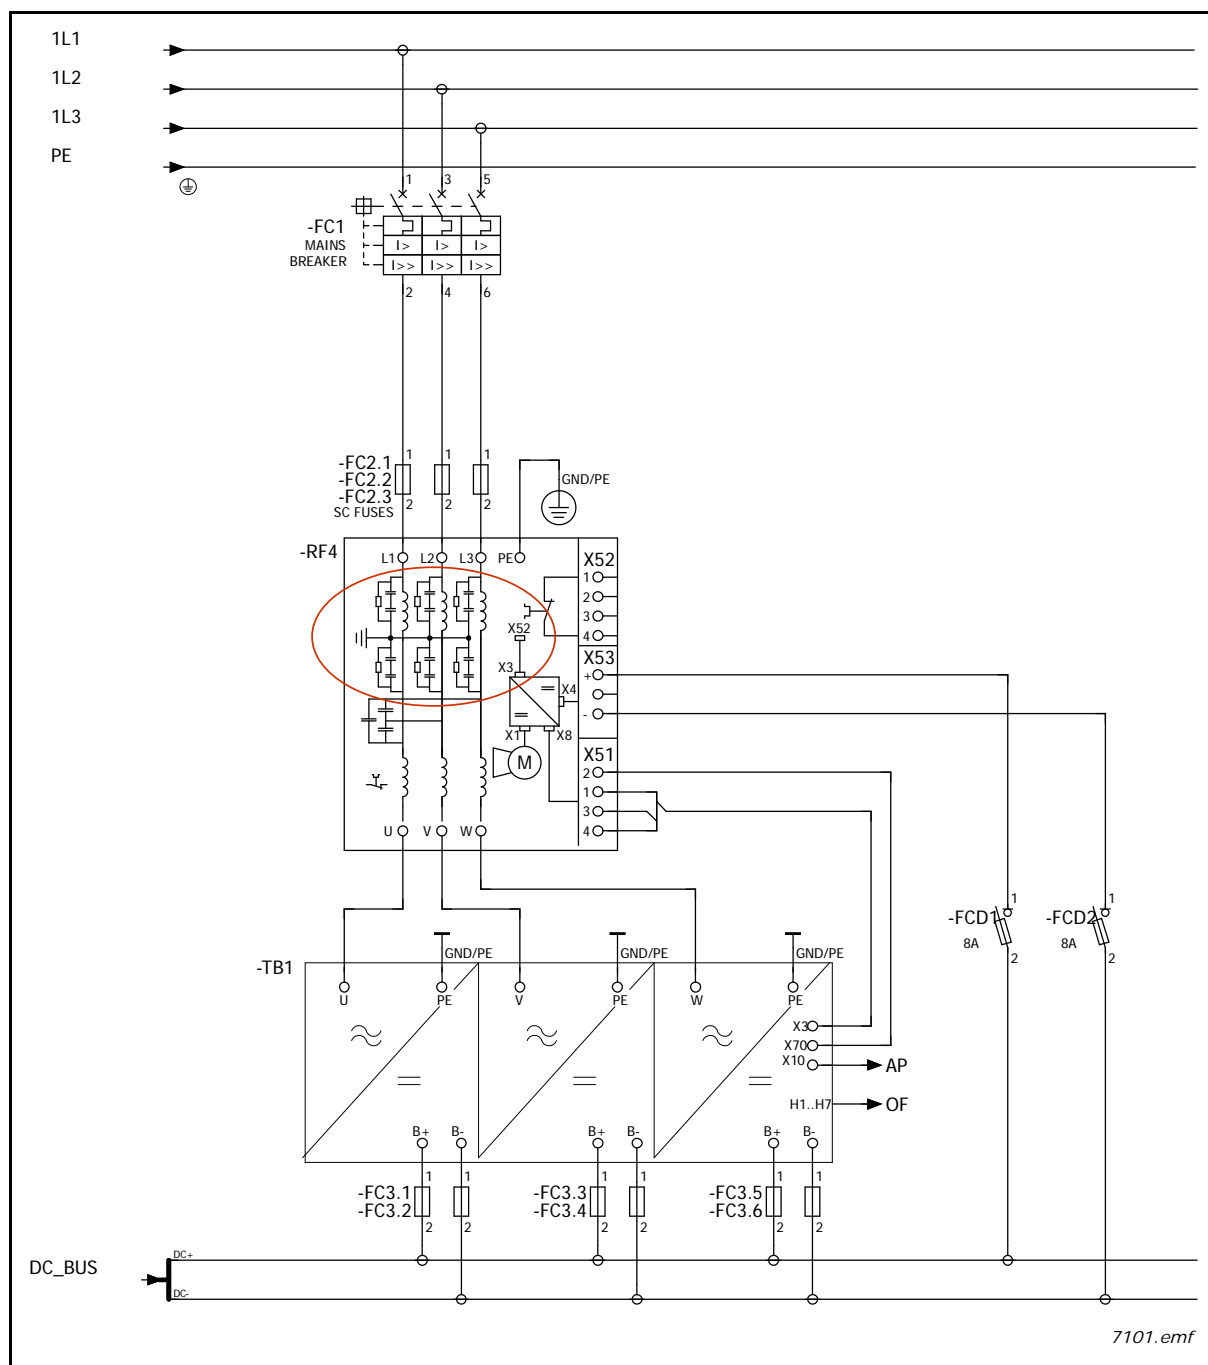 1L1
1L2
1L3
PE
1 3 5
-FC1
MAINS
BREAKER
I> I> I>
I>> I>> I>>
2 4 6
-FC2.1
-FC2.2
-FC2.3
SC FUSES
1 1 1
2 2 2
GND/PE
-RF4
L1 L2 L3 PE
X52
1
2
3
4
X52
X53
+
-
X3
X4
X1 X8
M
X51
2
1
3
4
U V W
-FCD1
8A
1
2
-FCD2
8A
1
2
-TB1
GND/PE GND/PE GND/PE
U PE V PE W PE
X3
X70
X10
AP
H1..H7
OF
B+ B- B+ B- B+ B-
1 1 1 1 1 1
-FC3.1
-FC3.2
-FC3.3
-FC3.4
-FC3.5
-FC3.6
2 2 2 2 2 2
DC_BUS
DC+
DC-
7101.emf